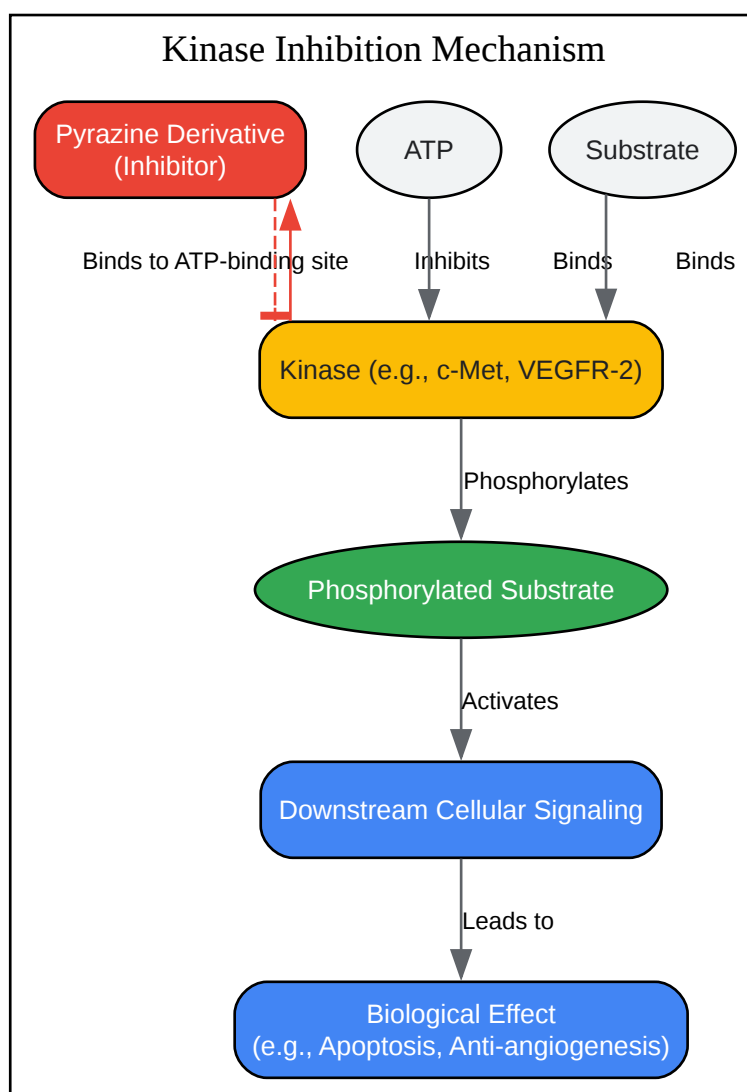 Kinase Inhibition Mechanism
Pyrazine Derivative
(Inhibitor)
ATP
Substrate
Binds to ATP-binding site
Inhibits
Binds
Binds
Kinase (e.g., c-Met, VEGFR-2)
Phosphorylates
Phosphorylated Substrate
Activates
Downstream Cellular Signaling
Leads to
Biological Effect
(e.g., Apoptosis, Anti-angiogenesis)